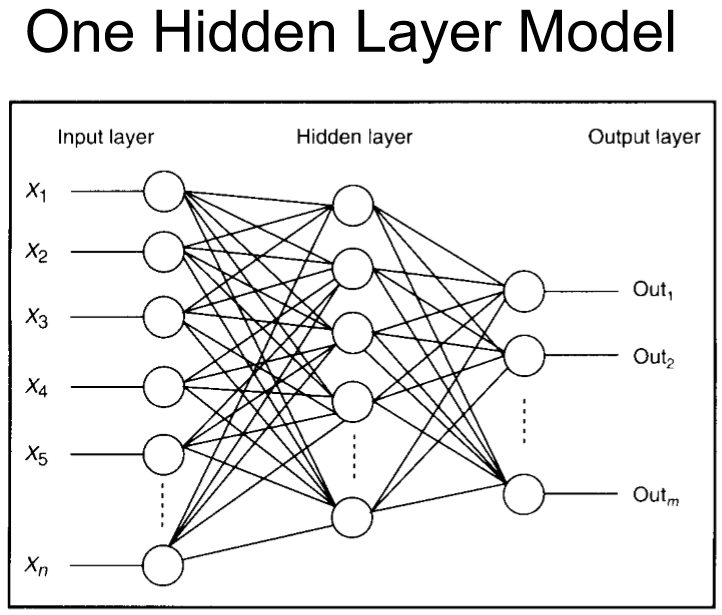 One Hidden Layer Model
Input layer
Hidden layer
Output layer
X₁
X₂
X₃
X₄
X₅
Xₙ
Out₁
Out₂
Outₘ